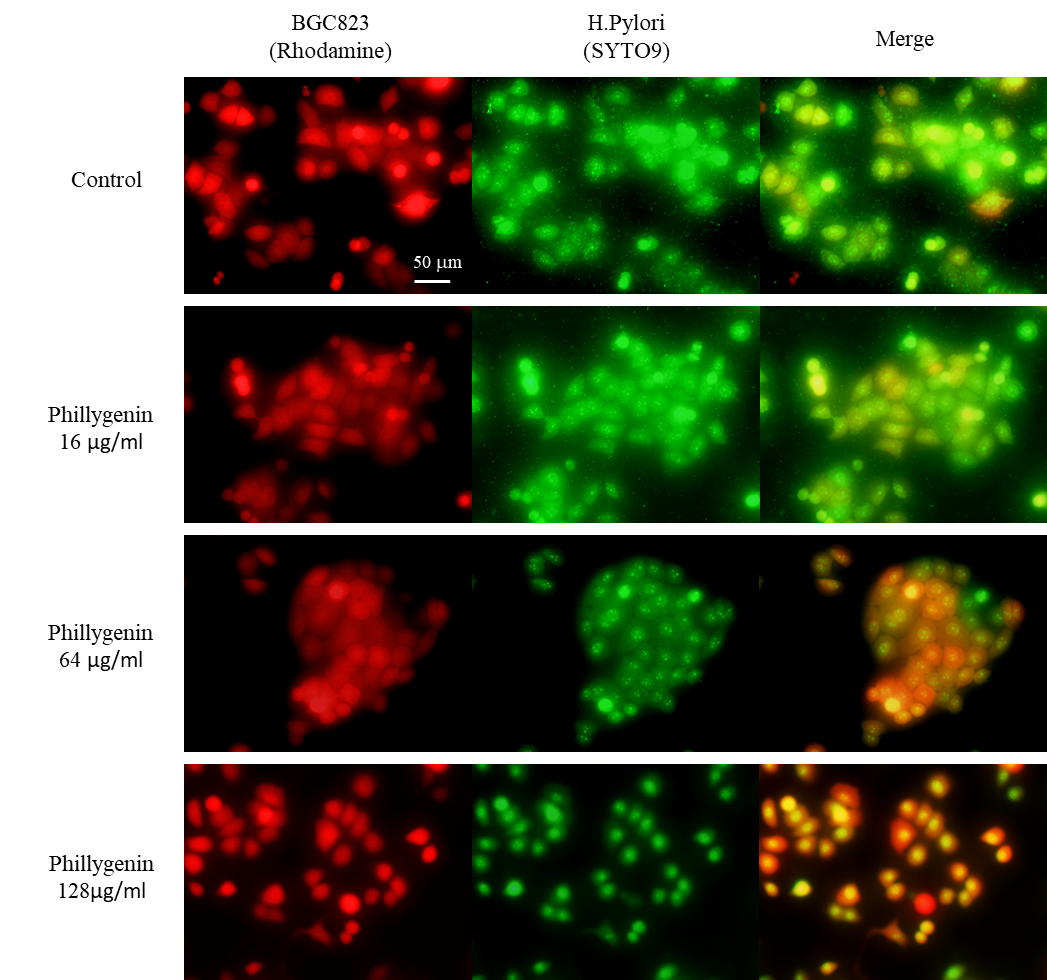 BGC823
(Rhodamine)
H.Pylori
(SYTO9)
Merge
Control
50 μm
Phillygenin
16 μg/ml
Phillygenin
64 μg/ml
Phillygenin
128μg/ml